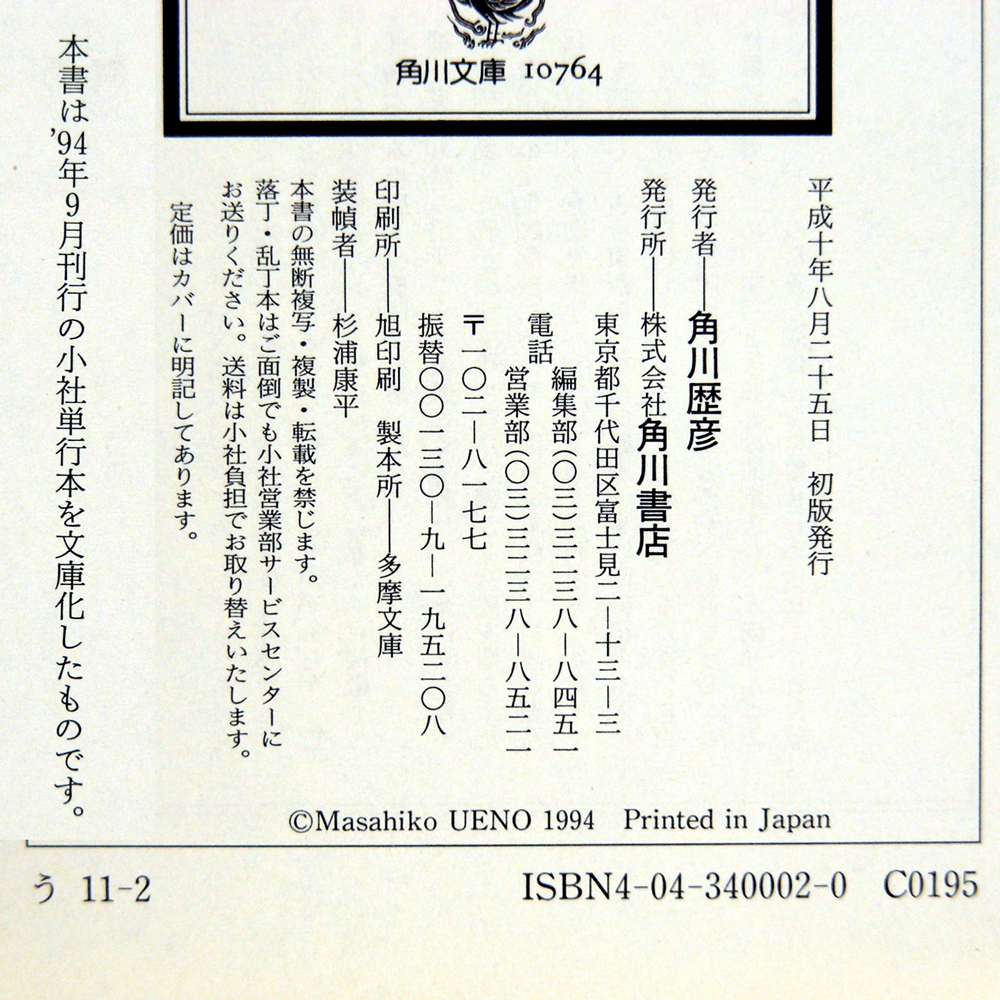 角川文庫 10764
平成十年八月二十五日 初版発行
発行者――角川歴彦
発行所――株式会社角川書店
東京都千代田区富士見二―十三―三
電話 編集部(〇三)三二三八―八四五一
営業部(〇三)三二三八―八五二一
〒一〇二―八一七七
振替〇〇一三〇―九―一九五二〇八
印刷所――旭印刷 製本所――多摩文庫
装幀者――杉浦康平
本書の無断複写・複製・転載を禁じます。
落丁・乱丁本はご面倒でも小社営業部サービスセンターに
お送りください。送料は小社負担でお取り替えいたします。
定価はカバーに明記してあります。
本書は'94年9月刊行の小社単行本を文庫化したものです。
©Masahiko UENO 1994 Printed in Japan
う 11-2
ISBN4-04-340002-0 C0195